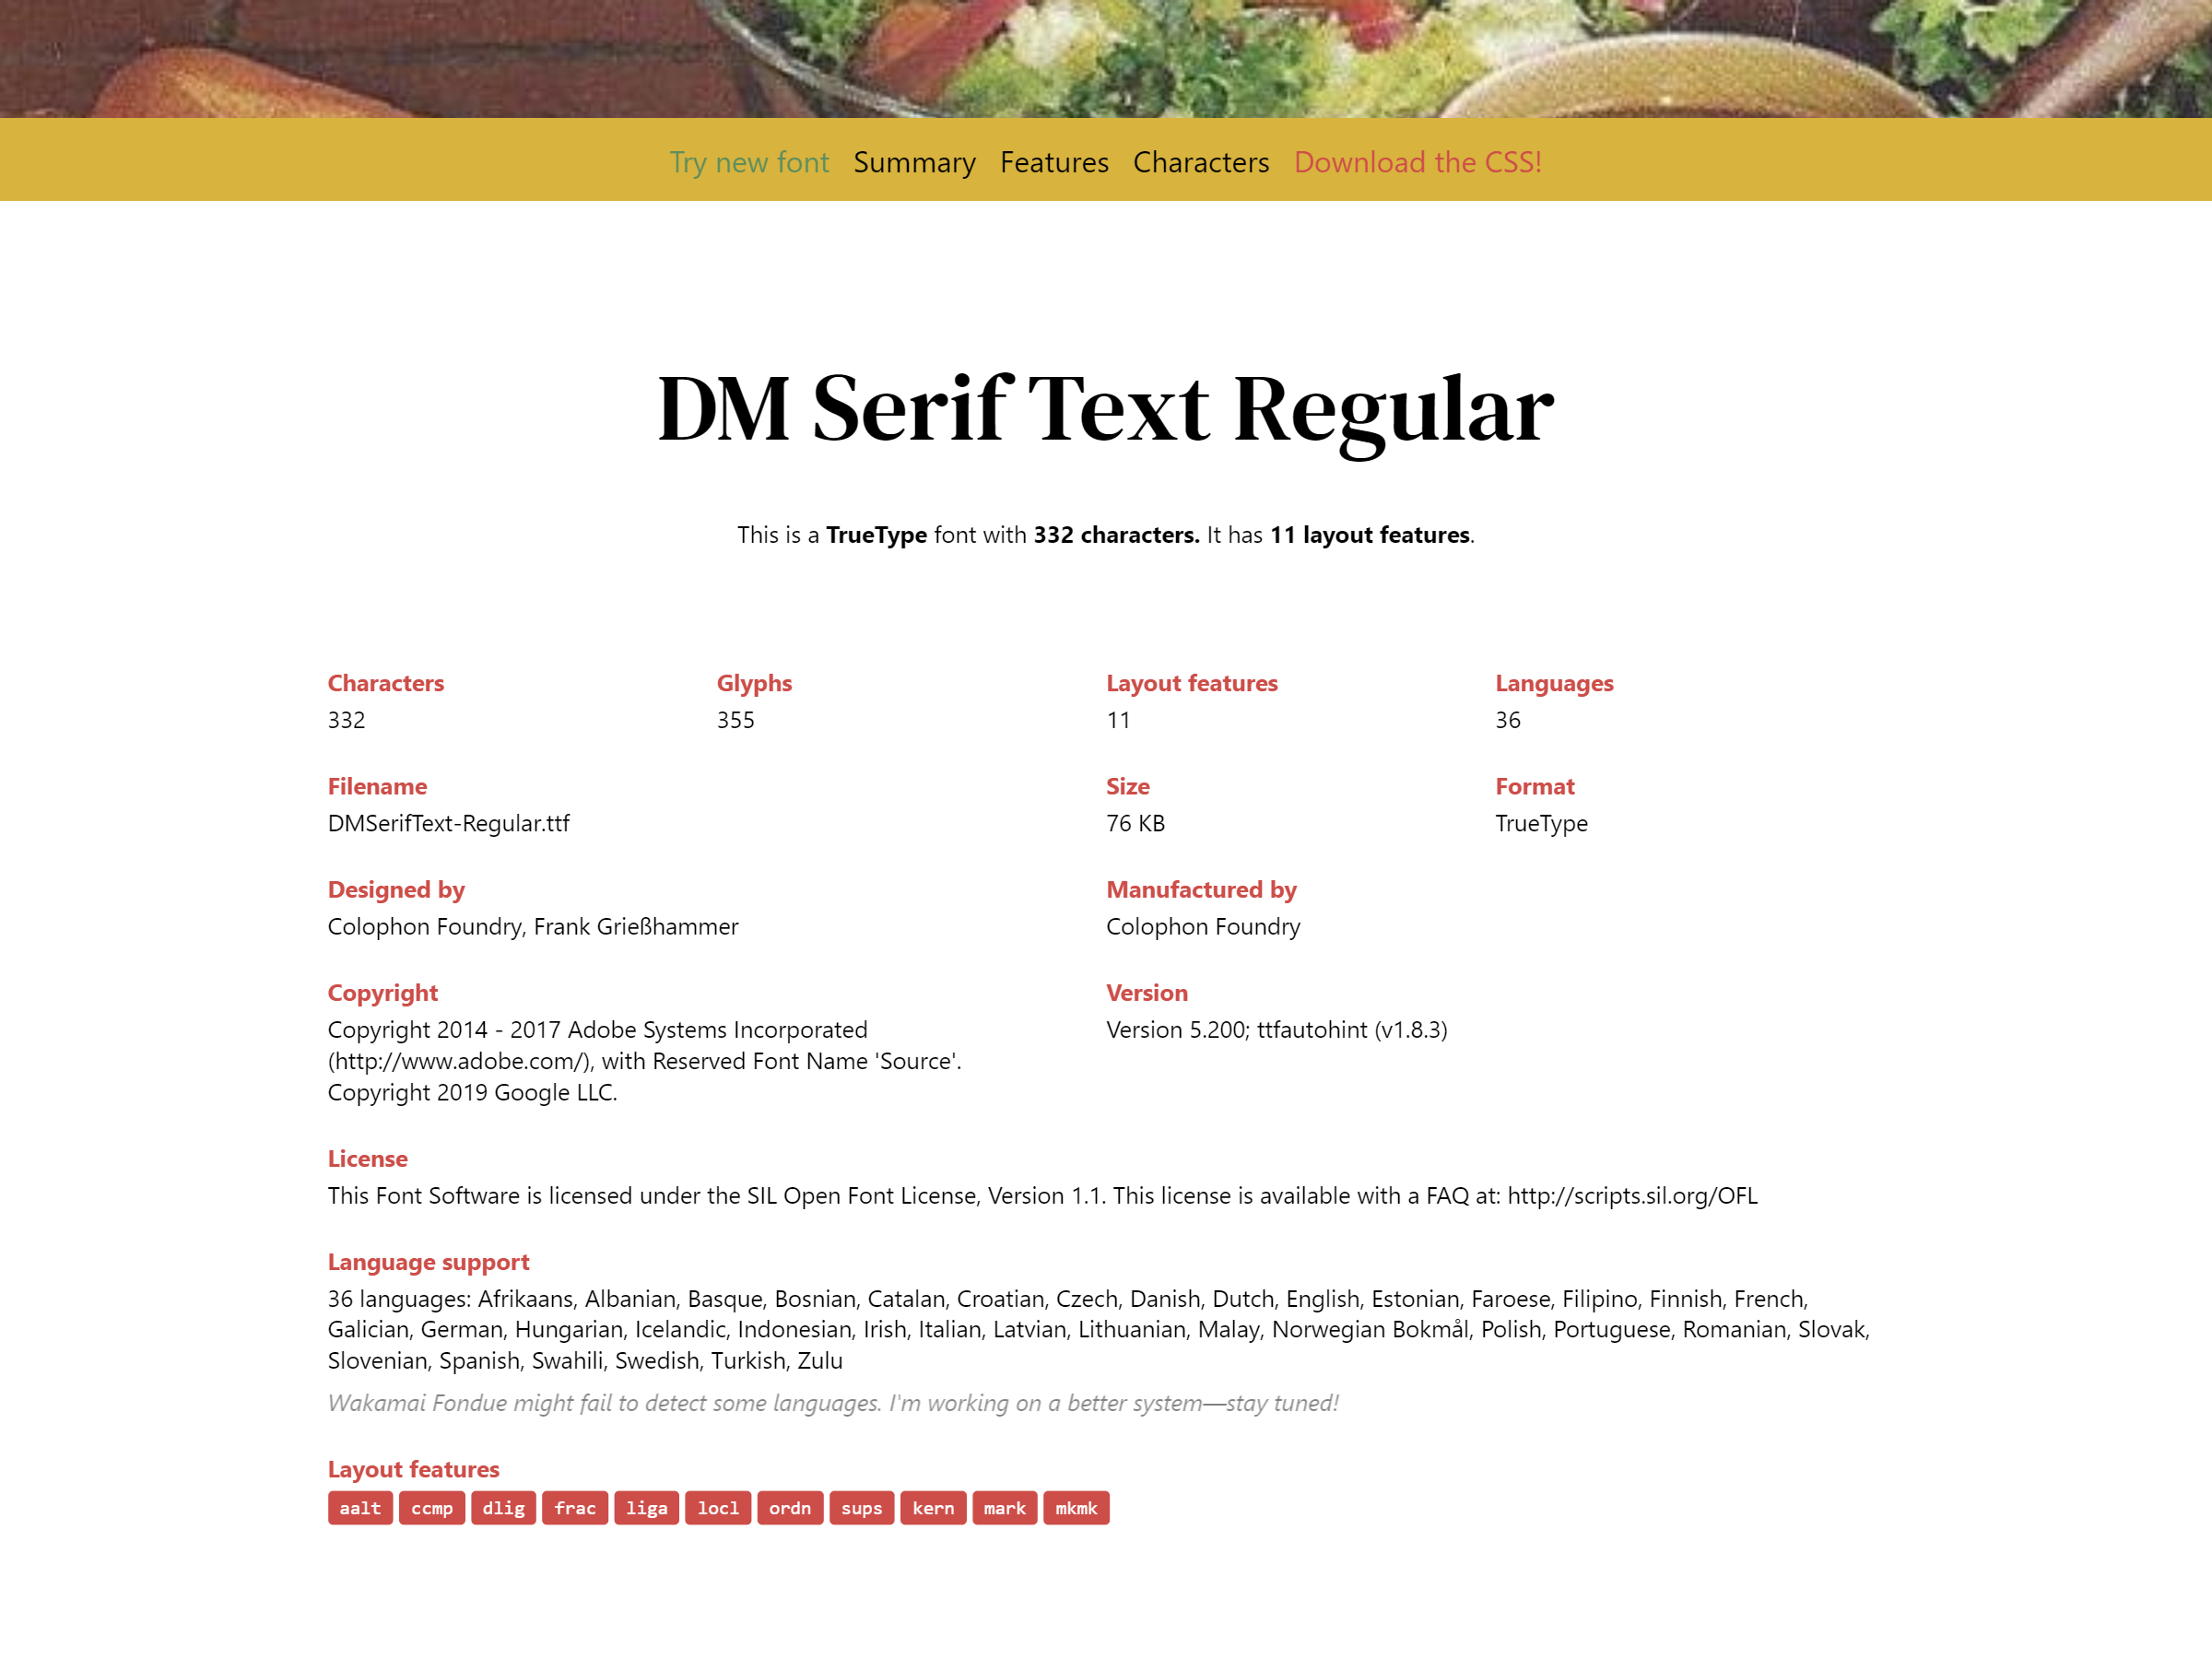 Try new font Summary Features Characters Download the CSS!
DM Serif Text Regular
This is a TrueType font with 332 characters. It has 11 layout features.
Characters Glyphs Layout features Languages
332 355 11 36
Filename Size Format
DMSerifText-Regular.ttf 76 KB TrueType
Designed by Manufactured by
Colophon Foundry, Frank Grießhammer Colophon Foundry
Copyright Version
Copyright 2014 - 2017 Adobe Systems Incorporated Version 5.200; ttfautohint (v1.8.3)
(http://www.adobe.com/), with Reserved Font Name 'Source'.
Copyright 2019 Google LLC.
License
This Font Software is licensed under the SIL Open Font License, Version 1.1. This license is available with a FAQ at: http://scripts.sil.org/OFL
Language support
36 languages: Afrikaans, Albanian, Basque, Bosnian, Catalan, Croatian, Czech, Danish, Dutch, English, Estonian, Faroese, Filipino, Finnish, French,
Galician, German, Hungarian, Icelandic, Indonesian, Irish, Italian, Latvian, Lithuanian, Malay, Norwegian Bokmål, Polish, Portuguese, Romanian, Slovak,
Slovenian, Spanish, Swahili, Swedish, Turkish, Zulu
Wakamai Fondue might fail to detect some languages. I'm working on a better system—stay tuned!
Layout features
aalt ccmp dlig frac liga locl ordn sups kern mark mkmk